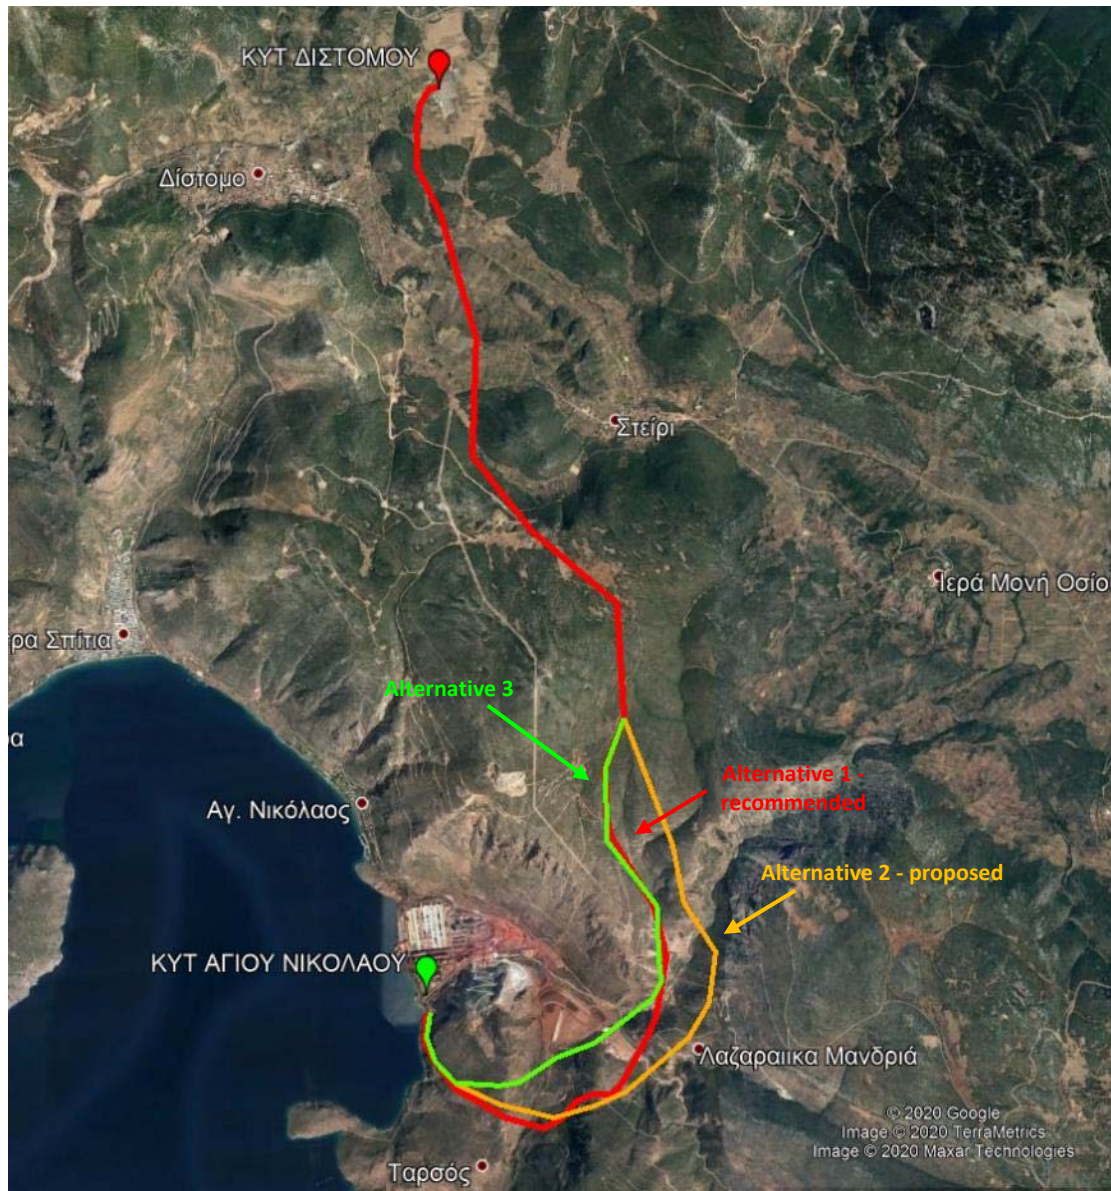 ΚΥΤ ΔΙΣΤΟΜΟΥ
Δίστομο
Στείρι
Ιερά Μονή Οσίο
ρα Σπίτια
Alternative 3
α
Alternative 1 -
recommended
Αγ. Νικόλαος
Alternative 2 - proposed
ΚΥΤ ΑΓΙΟΥ ΝΙΚΟΛΑΟΥ
Λαζαραιικα Μανδριά
© 2020 Google
Image © 2020 TerraMetrics
Image © 2020 Maxar Technologies
Ταρσός